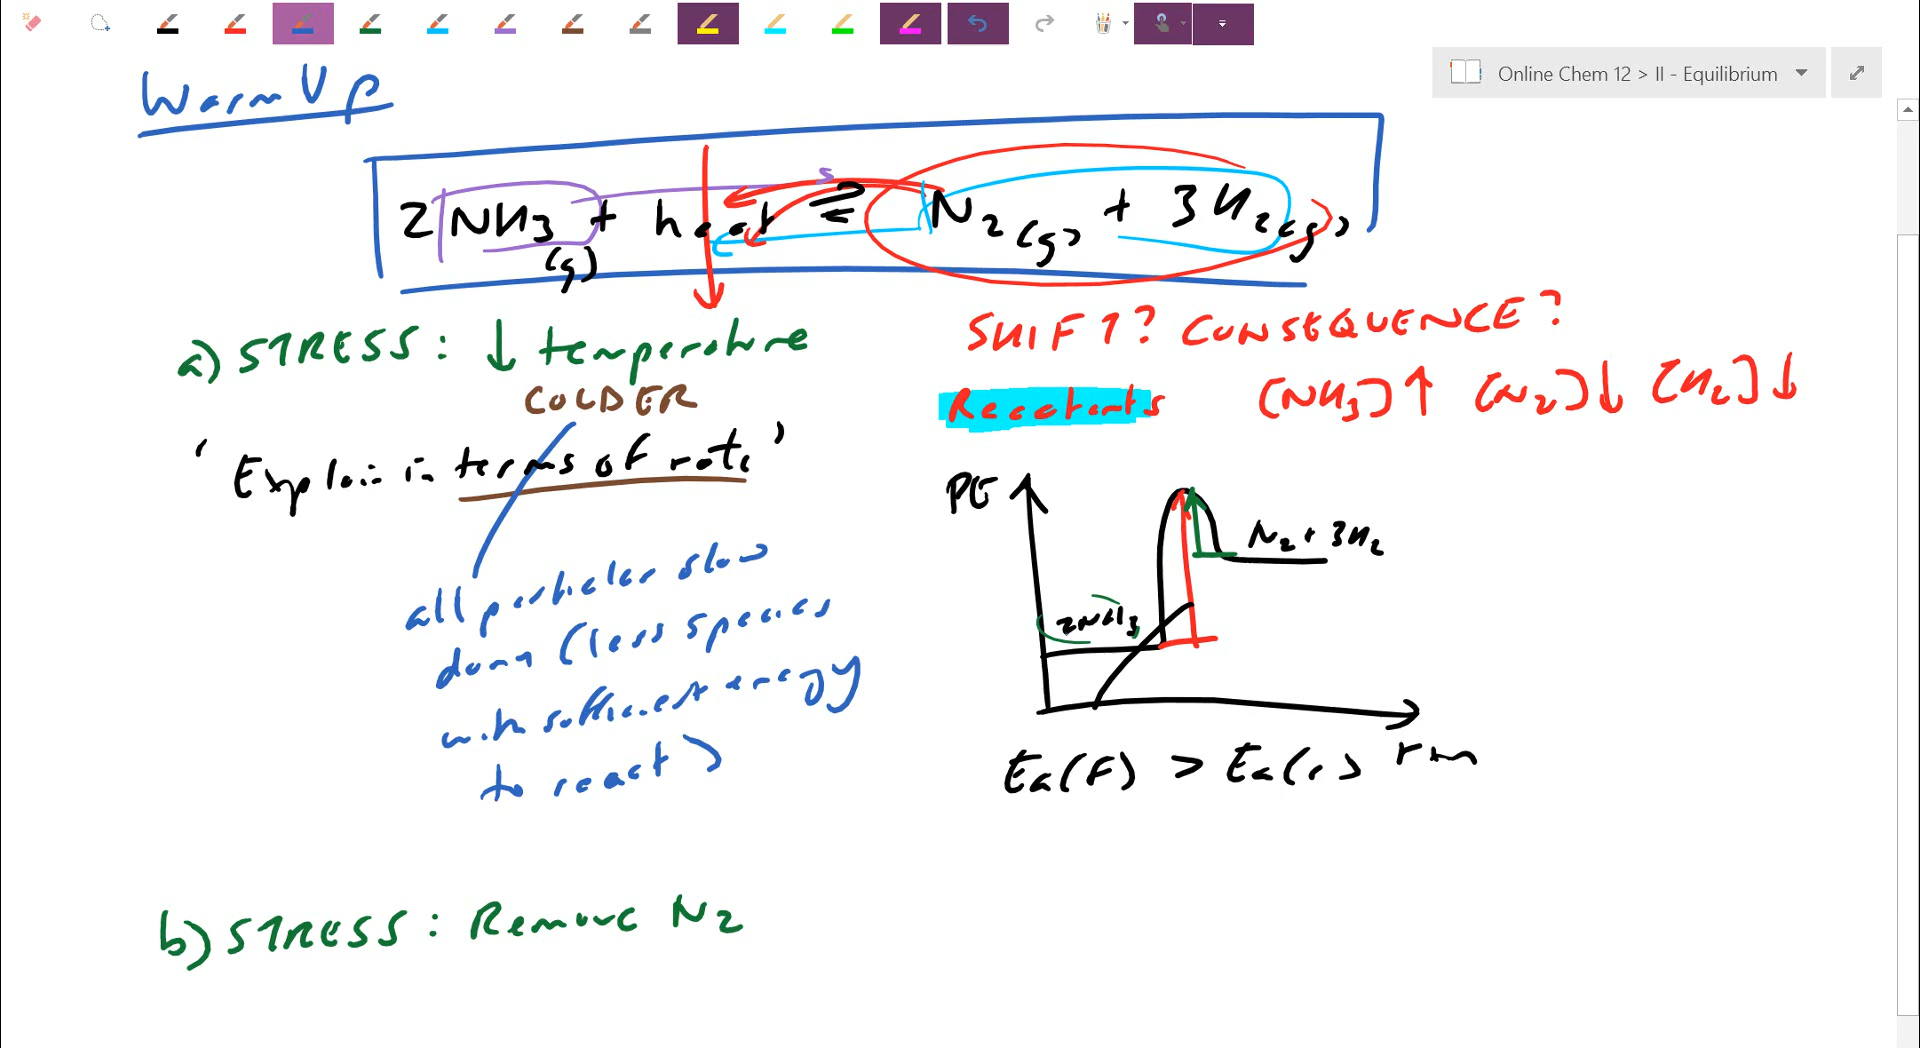 Online Chem 12 > II - Equilibrium
Warm Up
2 NH3 (g) + heat ⇌ N2 (g) + 3H2 (g)
a) STRESS: ↓ temperature
COLDER
SHIFT? CONSEQUENCE?
Reactants [NH3]↑ [N2]↓ [H2]↓
'Explain in terms of rate'
all particles slow
down (less species
with sufficient energy
to react)
PE
N2 + 3H2
2NH3
rxn
Ea(F) > Ea(r)
b) STRESS: Remove N2